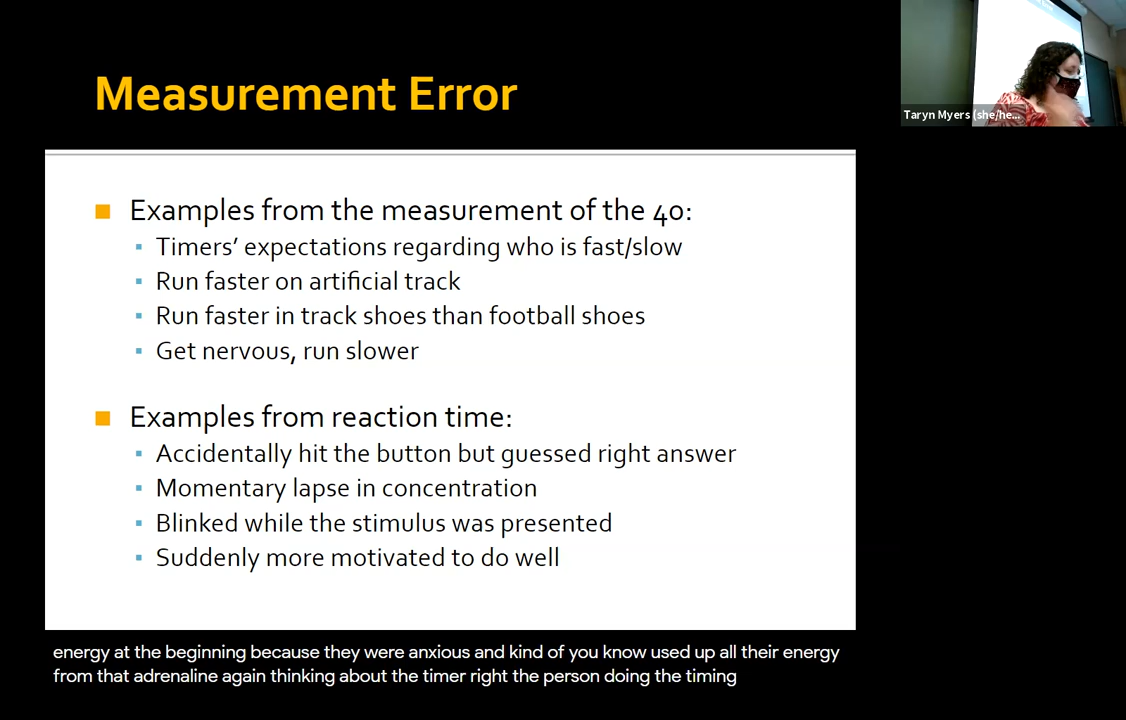 Measurement Error
Taryn Myers (she/he...
Examples from the measurement of the 40:
Timers’ expectations regarding who is fast/slow
Run faster on artificial track
Run faster in track shoes than football shoes
Get nervous, run slower
Examples from reaction time:
Accidentally hit the button but guessed right answer
Momentary lapse in concentration
Blinked while the stimulus was presented
Suddenly more motivated to do well
energy at the beginning because they were anxious and kind of you know used up all their energy
from that adrenaline again thinking about the timer right the person doing the timing